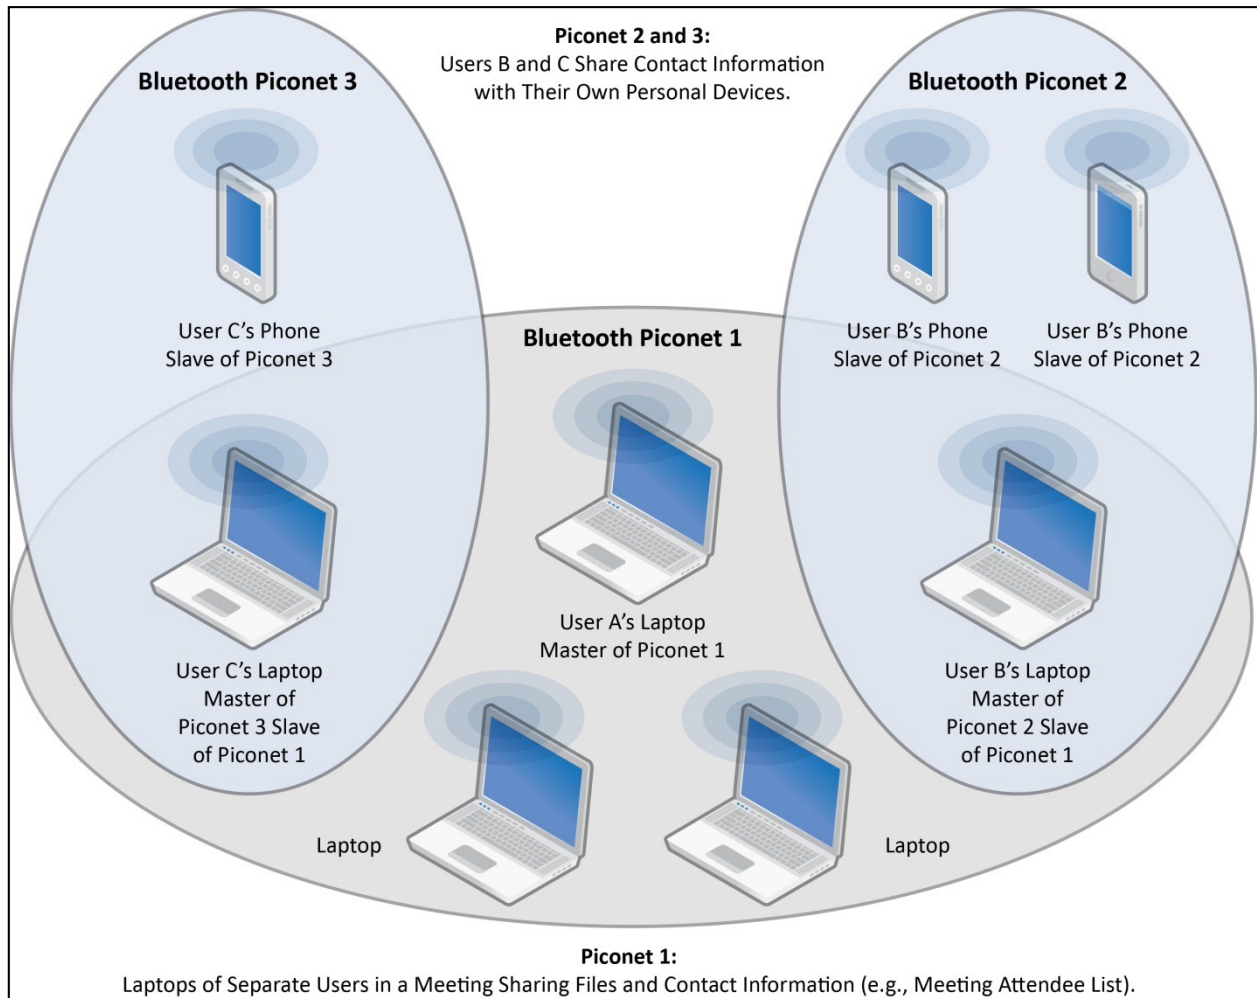 Piconet 2 and 3:
Users B and C Share Contact Information
with Their Own Personal Devices.
Bluetooth Piconet 3
Bluetooth Piconet 2
User C’s Phone
Slave of Piconet 3
User B’s Phone
Slave of Piconet 2
User B’s Phone
Slave of Piconet 2
Bluetooth Piconet 1
User A’s Laptop
Master of Piconet 1
User C’s Laptop
Master of
Piconet 3 Slave
of Piconet 1
User B’s Laptop
Master of
Piconet 2 Slave
of Piconet 1
Laptop
Laptop
Piconet 1:
Laptops of Separate Users in a Meeting Sharing Files and Contact Information (e.g., Meeting Attendee List).